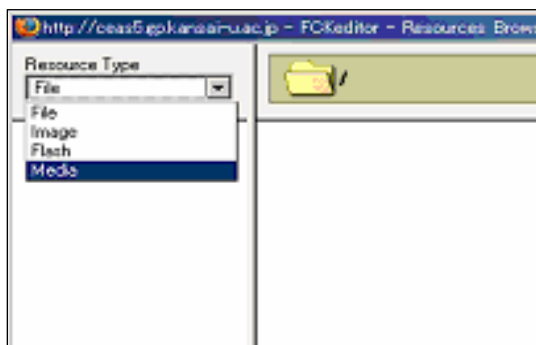 http://ceas5.gp.kansai-u.ac.jp - FCKeditor - Resources Brows
Resource Type
File
/
File
Image
Flash
Media